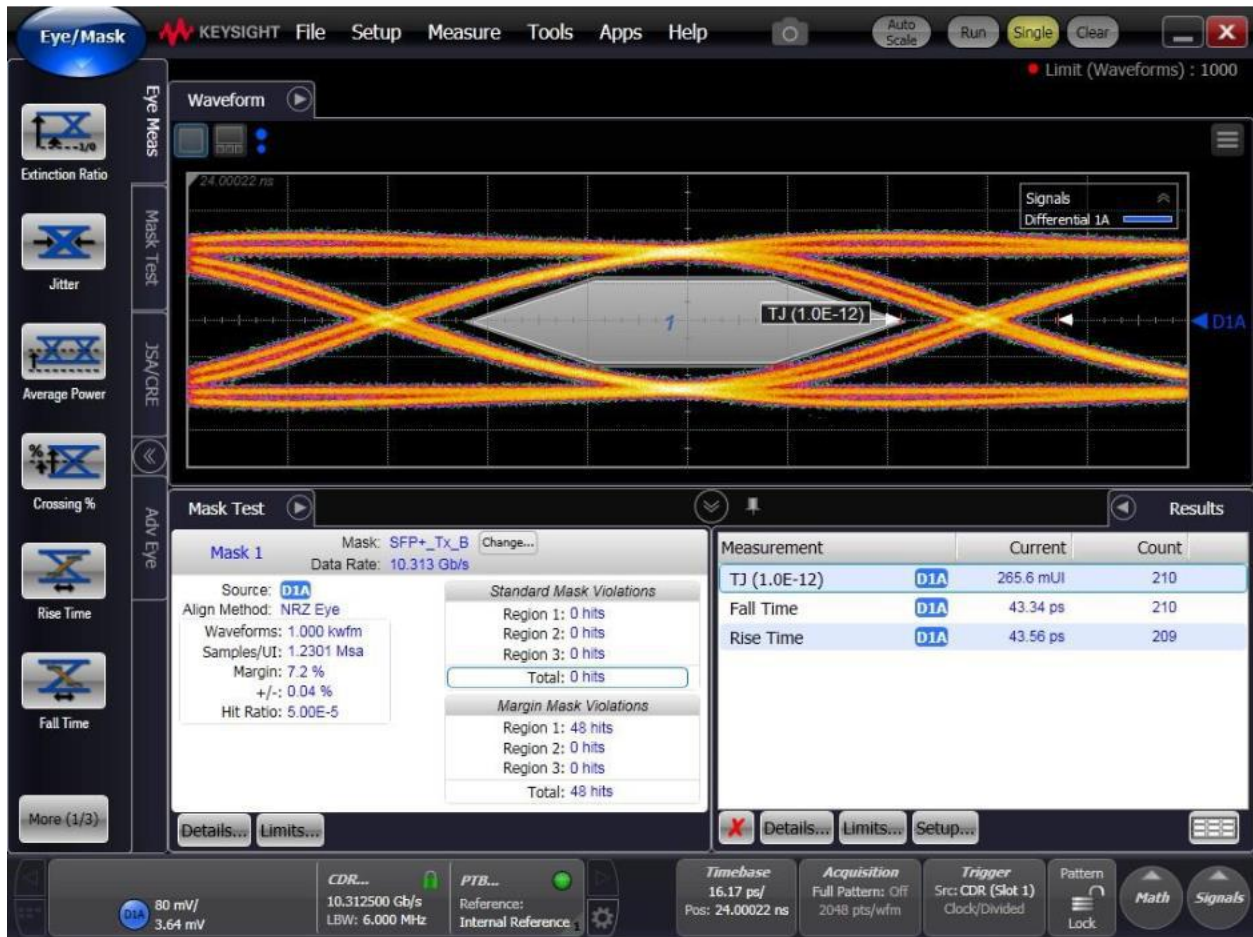 Eye/Mask
KEYSIGHT File Setup Measure Tools Apps Help
Auto Scale
Run
Single
Clear
Limit (Waveforms) : 1000
Eye Meas
Mask Test
JSA/CRE
Adv Eye
Extinction Ratio
Jitter
Average Power
Crossing %
Rise Time
Fall Time
More (1/3)
Waveform
24.00022 ns
Signals
Differential 1A
1
TJ (1.0E-12)
D1A
Mask Test
Mask 1
Mask: SFP+_Tx_B Change...
Data Rate: 10.313 Gb/s
Source: D1A
Align Method: NRZ Eye
Waveforms: 1.000 kwfm
Samples/UI: 1.2301 Msa
Margin: 7.2 %
+/-: 0.04 %
Hit Ratio: 5.00E-5
Standard Mask Violations
Region 1: 0 hits
Region 2: 0 hits
Region 3: 0 hits
Total: 0 hits
Margin Mask Violations
Region 1: 48 hits
Region 2: 0 hits
Region 3: 0 hits
Total: 48 hits
Details... Limits...
Results
Measurement Current Count
TJ (1.0E-12) D1A 265.6 mUI 210
Fall Time D1A 43.34 ps 210
Rise Time D1A 43.56 ps 209
Details... Limits... Setup...
D1A
80 mV/
3.64 mV
CDR...
10.312500 Gb/s
LBW: 6.000 MHz
PTB...
Reference:
Internal Reference
1
Timebase
16.17 ps/
Pos: 24.00022 ns
Acquisition
Full Pattern: Off
2048 pts/wfm
Trigger
Src: CDR (Slot 1)
Clock/Divided
Pattern
Lock
Math
Signals